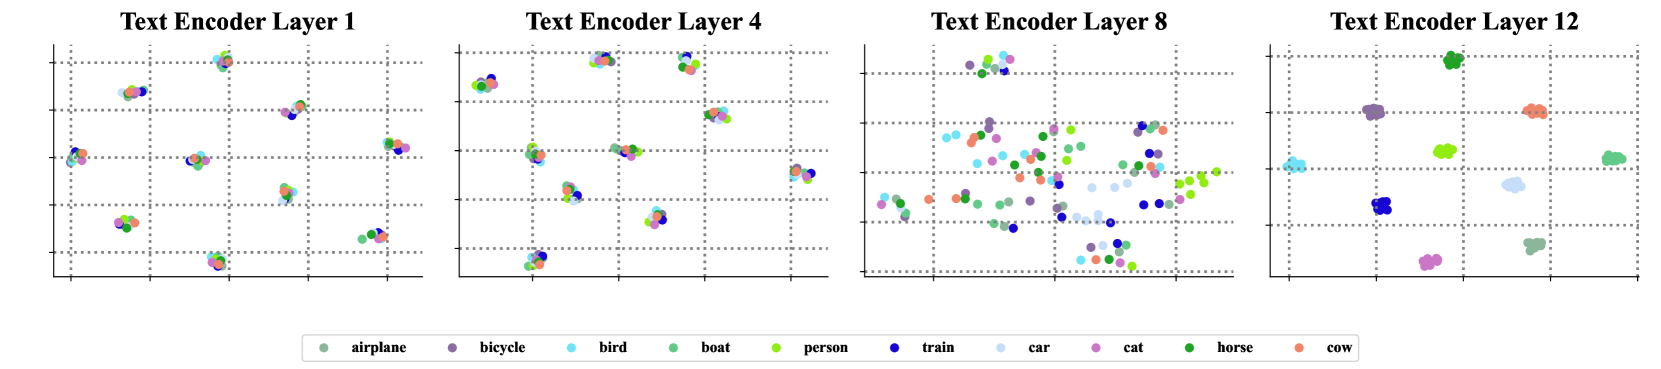 Text Encoder Layer 1
Text Encoder Layer 4
Text Encoder Layer 8
Text Encoder Layer 12
airplane bicycle bird boat person train car cat horse cow